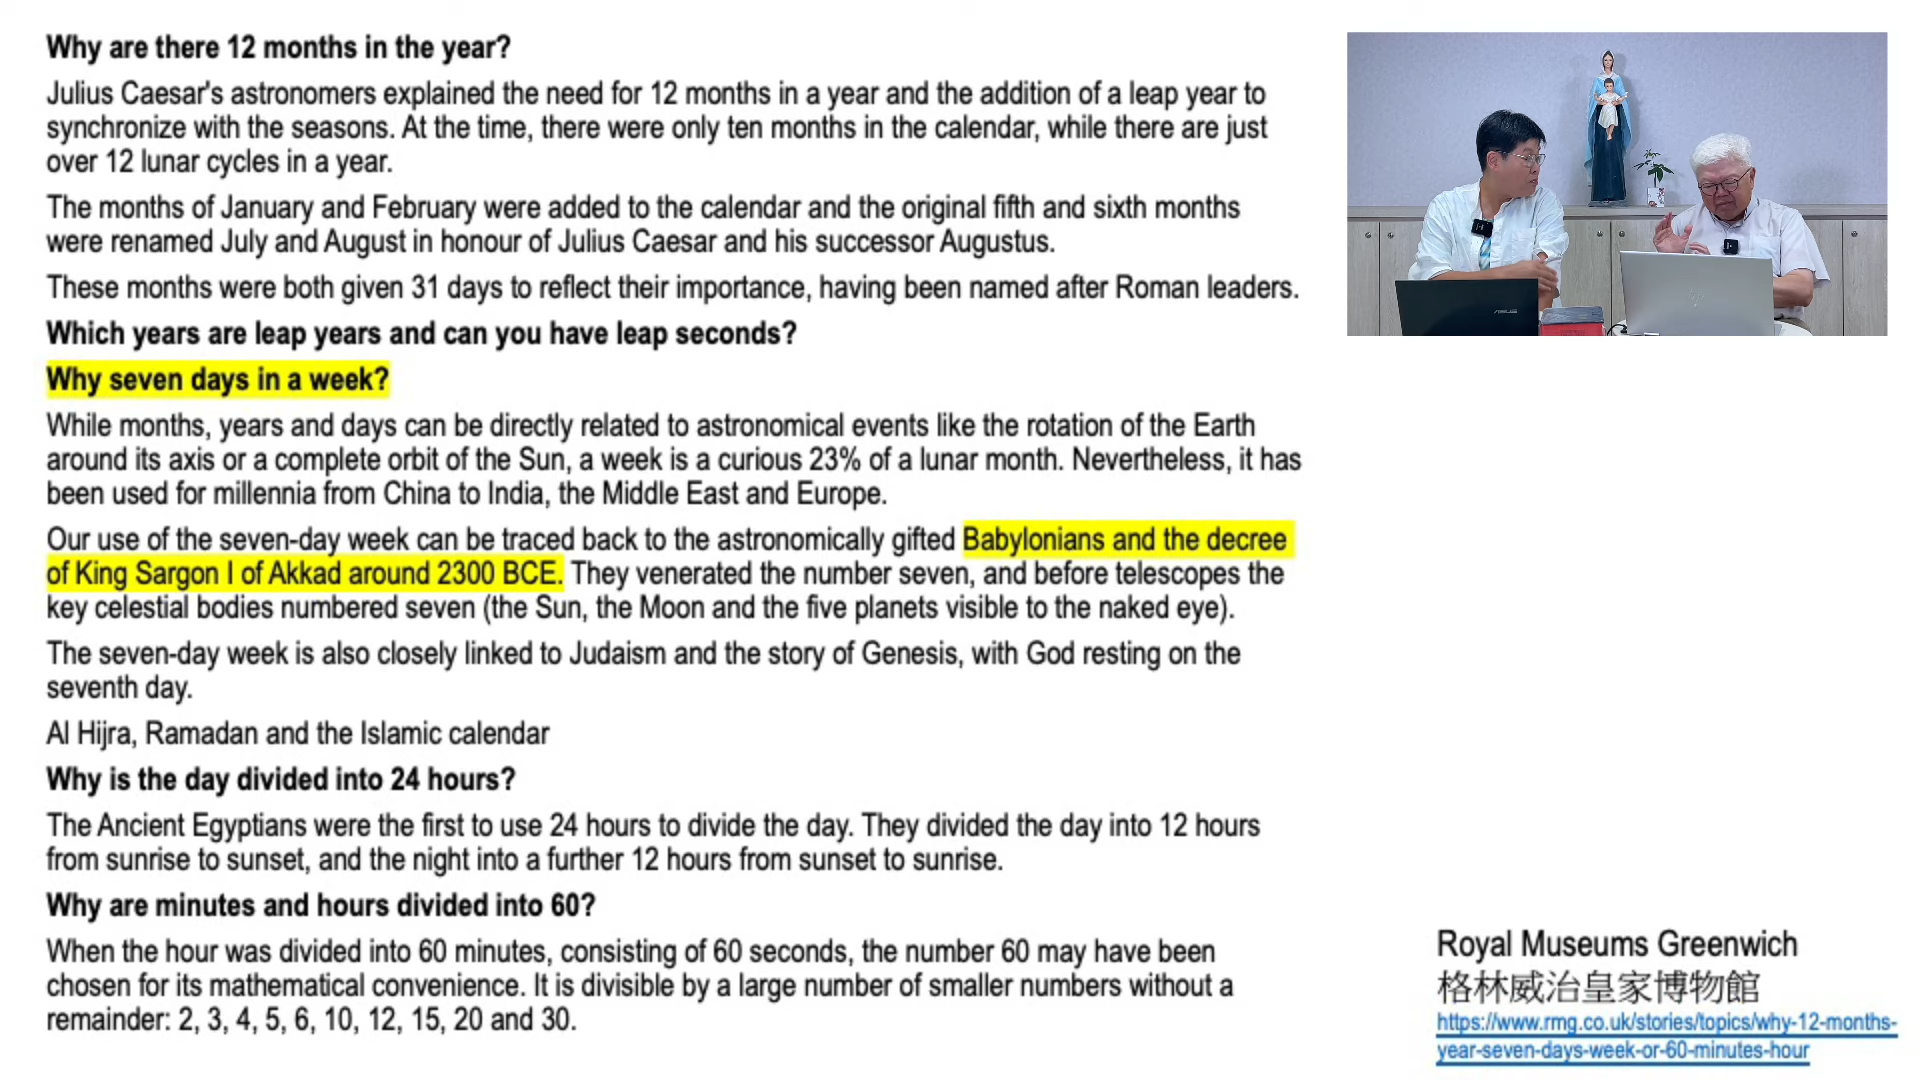 Why are there 12 months in the year?
Julius Caesar's astronomers explained the need for 12 months in a year and the addition of a leap year to
synchronize with the seasons. At the time, there were only ten months in the calendar, while there are just
over 12 lunar cycles in a year.
The months of January and February were added to the calendar and the original fifth and sixth months
were renamed July and August in honour of Julius Caesar and his successor Augustus.
These months were both given 31 days to reflect their importance, having been named after Roman leaders.
Which years are leap years and can you have leap seconds?
Why seven days in a week?
While months, years and days can be directly related to astronomical events like the rotation of the Earth
around its axis or a complete orbit of the Sun, a week is a curious 23% of a lunar month. Nevertheless, it has
been used for millennia from China to India, the Middle East and Europe.
Our use of the seven-day week can be traced back to the astronomically gifted Babylonians and the decree
of King Sargon I of Akkad around 2300 BCE. They venerated the number seven, and before telescopes the
key celestial bodies numbered seven (the Sun, the Moon and the five planets visible to the naked eye).
The seven-day week is also closely linked to Judaism and the story of Genesis, with God resting on the
seventh day.
Al Hijra, Ramadan and the Islamic calendar
Why is the day divided into 24 hours?
The Ancient Egyptians were the first to use 24 hours to divide the day. They divided the day into 12 hours
from sunrise to sunset, and the night into a further 12 hours from sunset to sunrise.
Why are minutes and hours divided into 60?
When the hour was divided into 60 minutes, consisting of 60 seconds, the number 60 may have been
chosen for its mathematical convenience. It is divisible by a large number of smaller numbers without a
remainder: 2, 3, 4, 5, 6, 10, 12, 15, 20 and 30.
ASUS
Royal Museums Greenwich
格林威治皇家博物館
https://www.rmg.co.uk/stories/topics/why-12-months-
year-seven-days-week-or-60-minutes-hour